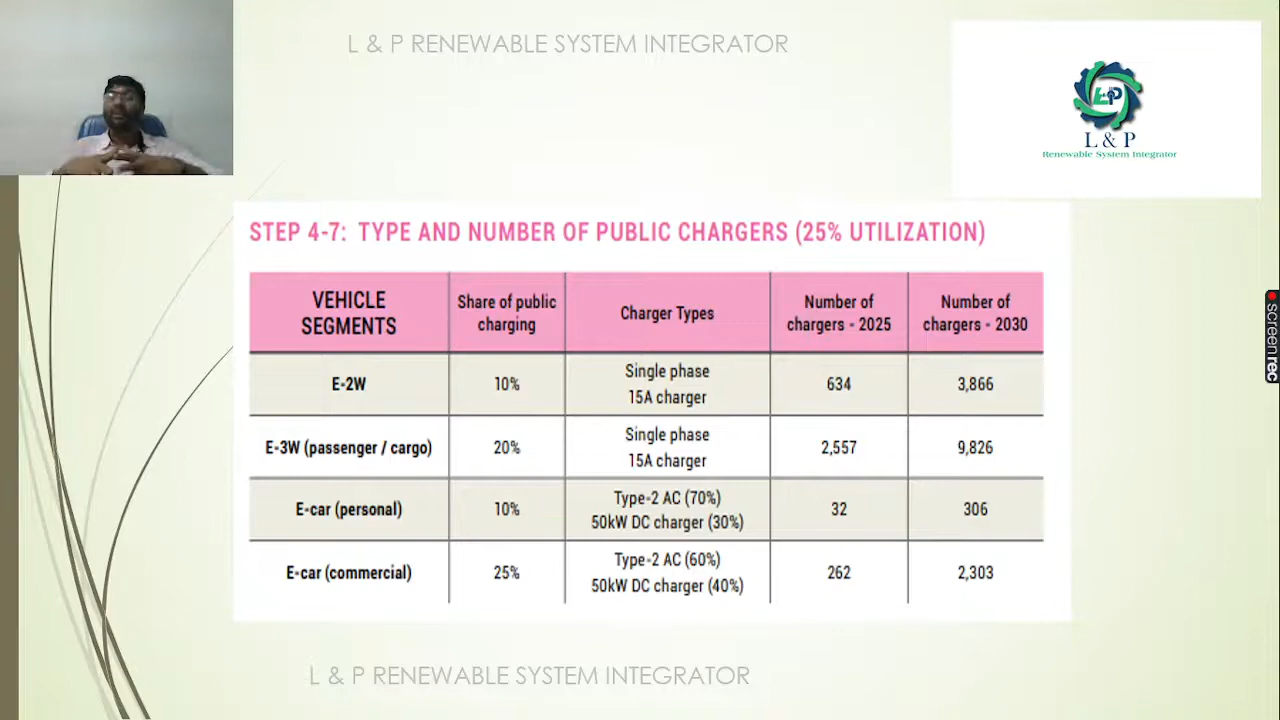 L & P RENEWABLE SYSTEM INTEGRATOR
L&P
L & P
Renewable System Integrator
STEP 4-7: TYPE AND NUMBER OF PUBLIC CHARGERS (25% UTILIZATION)
VEHICLE
SEGMENTS
Share of public
charging
Charger Types
Number of
chargers - 2025
Number of
chargers - 2030
E-2W
10%
Single phase
15A charger
634
3,866
E-3W (passenger / cargo)
20%
Single phase
15A charger
2,557
9,826
E-car (personal)
10%
Type-2 AC (70%)
50kW DC charger (30%)
32
306
E-car (commercial)
25%
Type-2 AC (60%)
50kW DC charger (40%)
262
2,303
L & P RENEWABLE SYSTEM INTEGRATOR
screenrec